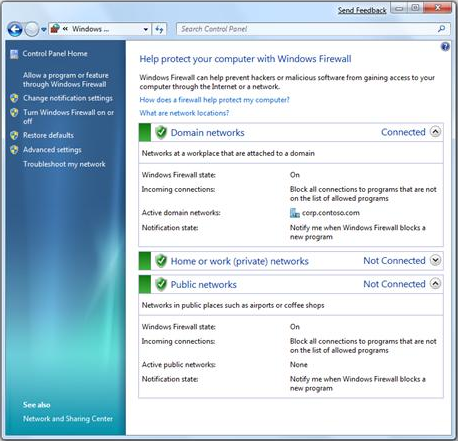 Send Feedback
« Windows ...
Search Control Panel
Control Panel Home
Allow a program or feature
through Windows Firewall
Change notification settings
Turn Windows Firewall on or
off
Restore defaults
Advanced settings
Troubleshoot my network
See also
Network and Sharing Center
Help protect your computer with Windows Firewall
Windows Firewall can help prevent hackers or malicious software from gaining access to your
computer through the Internet or a network.
How does a firewall help protect my computer?
What are network locations?
Domain networks Connected
Networks at a workplace that are attached to a domain
Windows Firewall state: On
Incoming connections: Block all connections to programs that are not
on the list of allowed programs
Active domain networks: corp.contoso.com
Notification state: Notify me when Windows Firewall blocks a
new program
Home or work (private) networks Not Connected
Public networks Not Connected
Networks in public places such as airports or coffee shops
Windows Firewall state: On
Incoming connections: Block all connections to programs that are not
on the list of allowed programs
Active public networks: None
Notification state: Notify me when Windows Firewall blocks a
new program